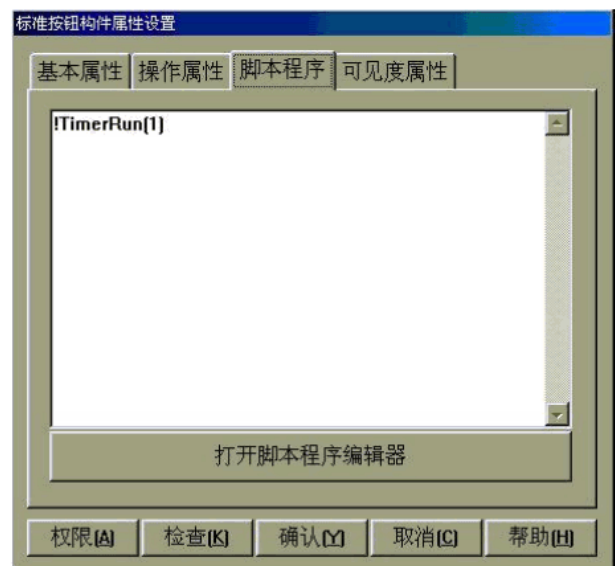 标准按钮构件属性设置
基本属性 操作属性 脚本程序 可见度属性
!TimerRun(1)
打开脚本程序编辑器
权限(A) 检查(K) 确认(Y) 取消(C) 帮助(H)